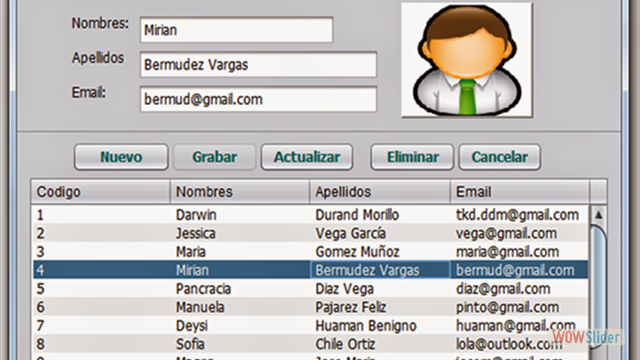 Nombres: Mirian
Apellidos Bermudez Vargas
Email: bermud@gmail.com
Nuevo Grabar Actualizar Eliminar Cancelar
Codigo Nombres Apellidos Email
1 Darwin Durand Morillo tkd.ddm@gmail.com
2 Jessica Vega García vega@gmail.com
3 Maria Gomez Muñoz maria@gmail.com
4 Mirian Bermudez Vargas bermud@gmail.com
5 Pancracia Diaz Vega diaz@gmail.com
6 Manuela Pajarez Feliz pinto@gmail.com
7 Deysi Huaman Benigno huaman@gmail.com
8 Sofia Chile Ortiz lola@outlook.com
WOWSlider